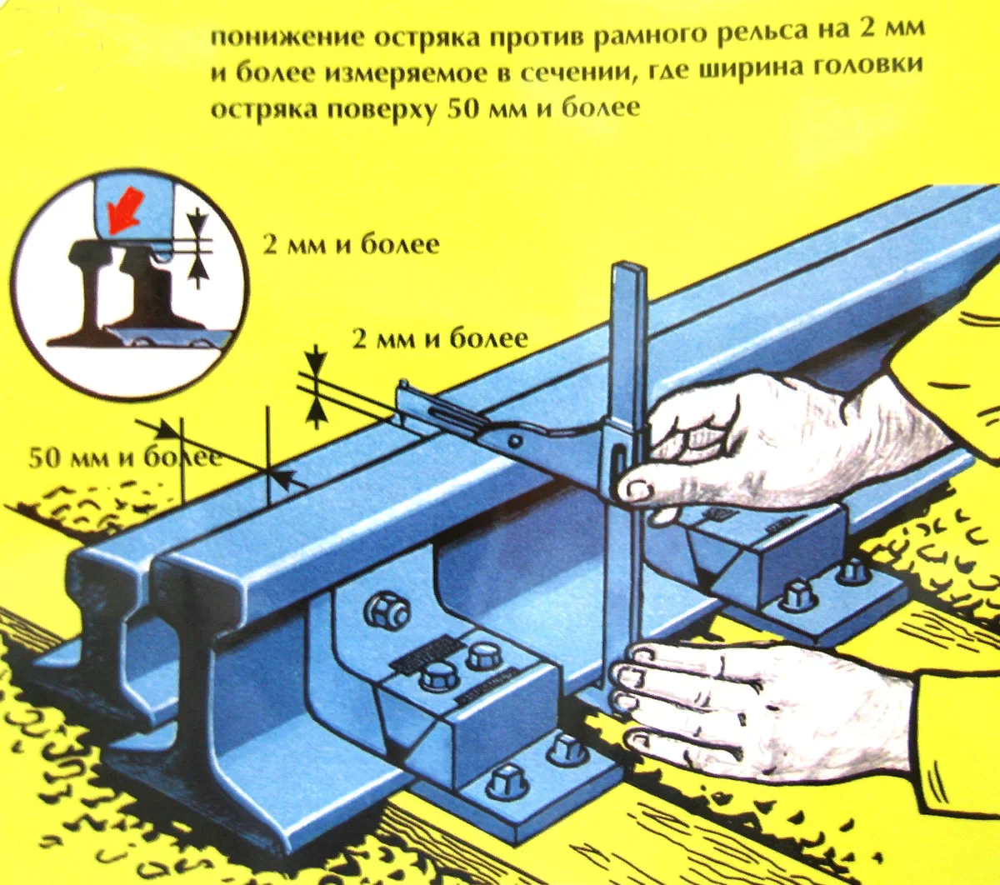 понижение остряка против рамного рельса на 2 мм
и более измеряемое в сечении, где ширина головки
остряка поверху 50 мм и более
2 мм и более
2 мм и более
50 мм и более